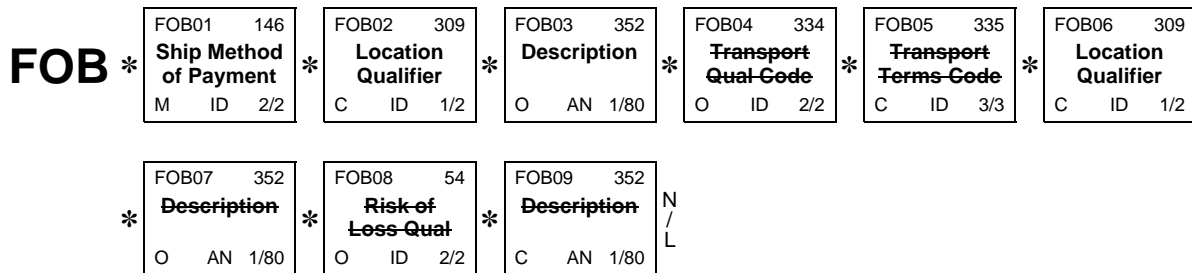 FOB * FOB01 146 * FOB02 309 * FOB03 352 * FOB04 334 * FOB05 335 * FOB06 309
Ship Method Location Description Transport Transport Location
of Payment Qualifier Qual Code Terms Code Qualifier
M ID 2/2 C ID 1/2 O AN 1/80 O ID 2/2 C ID 3/3 C ID 1/2
* FOB07 352 * FOB08 54 * FOB09 352 N
Description Risk of Description /
Loss Qual L
O AN 1/80 O ID 2/2 C AN 1/80